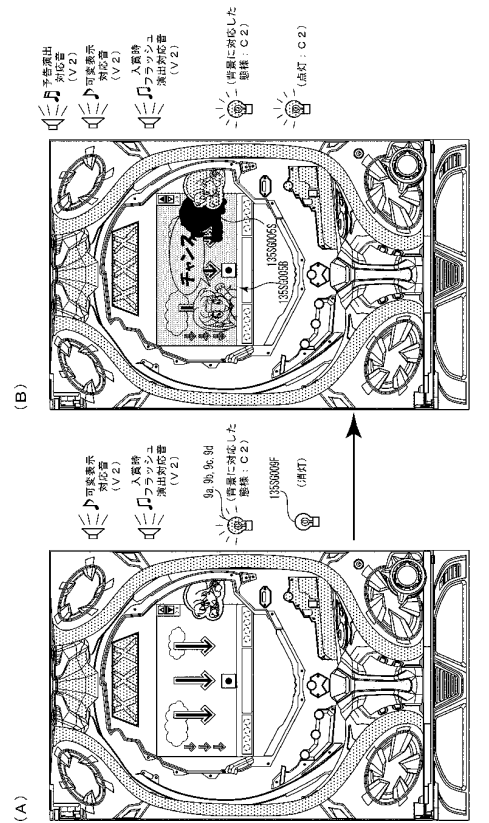 (A)
♪可変表示
対応音
(V2)
♫入賞時
フラッシュ
演出対応音
(V2)
9a, 9b, 9c, 9d
(背景に対応した
態様:C2)
135SG009F
(消灯)
(B)
♬予告演出
対応音
(V2)
♪可変表示
対応音
(V2)
♫入賞時
フラッシュ
演出対応音
(V2)
(背景に対応した
態様:C2)
(点灯:C2)
チャンス
135SG005S
135SG005B